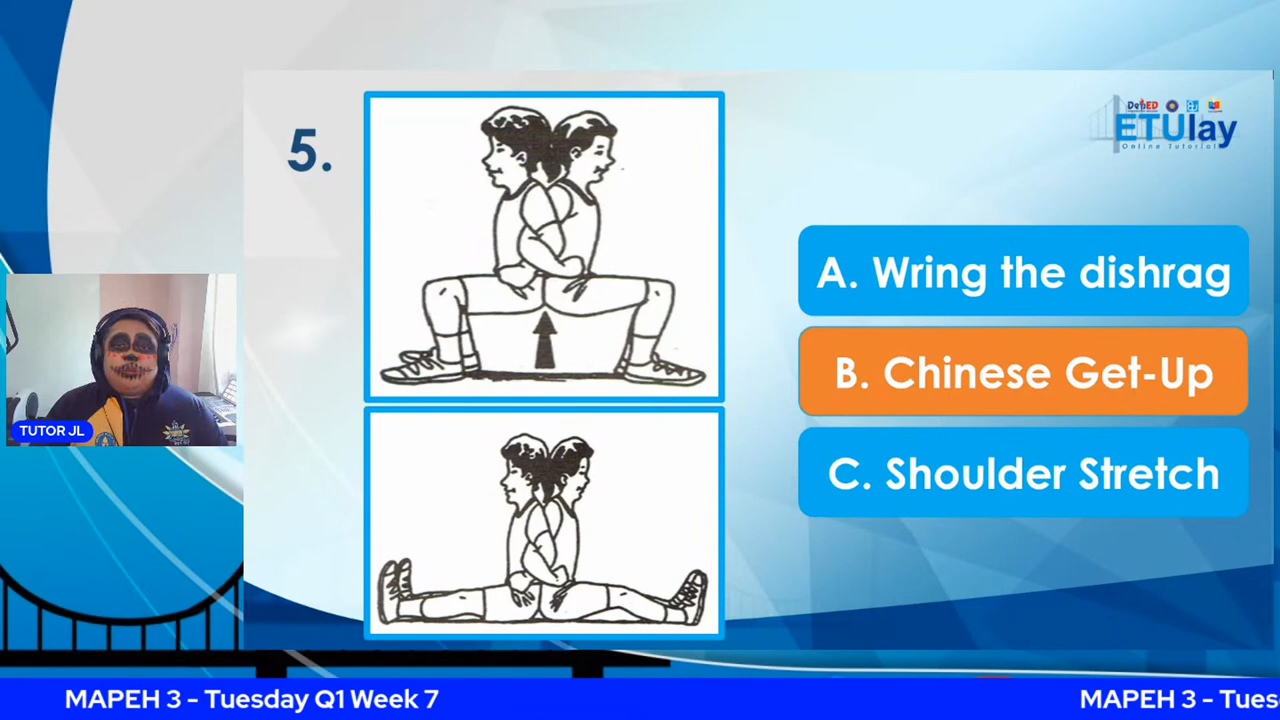 5.
DepED
ETUlay
Online Tutorial
A. Wring the dishrag
B. Chinese Get-Up
C. Shoulder Stretch
TUTOR JL
MAPEH 3 - Tuesday Q1 Week 7
MAPEH 3 - Tues